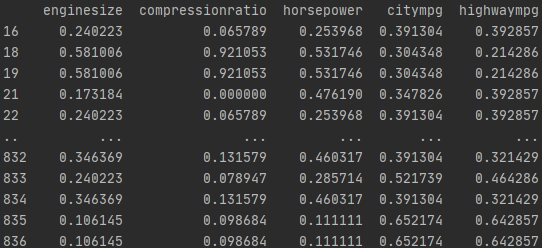 enginesize compressionratio horsepower citympg highwaympg
16 0.240223 0.065789 0.253968 0.391304 0.392857
18 0.581006 0.921053 0.531746 0.304348 0.214286
19 0.581006 0.921053 0.531746 0.304348 0.214286
21 0.173184 0.000000 0.476190 0.347826 0.392857
22 0.240223 0.065789 0.253968 0.391304 0.392857
.. ... ... ... ... ...
832 0.346369 0.131579 0.460317 0.391304 0.321429
833 0.240223 0.078947 0.285714 0.521739 0.464286
834 0.346369 0.131579 0.460317 0.391304 0.321429
835 0.106145 0.098684 0.111111 0.652174 0.642857
836 0.106145 0.098684 0.111111 0.652174 0.642857